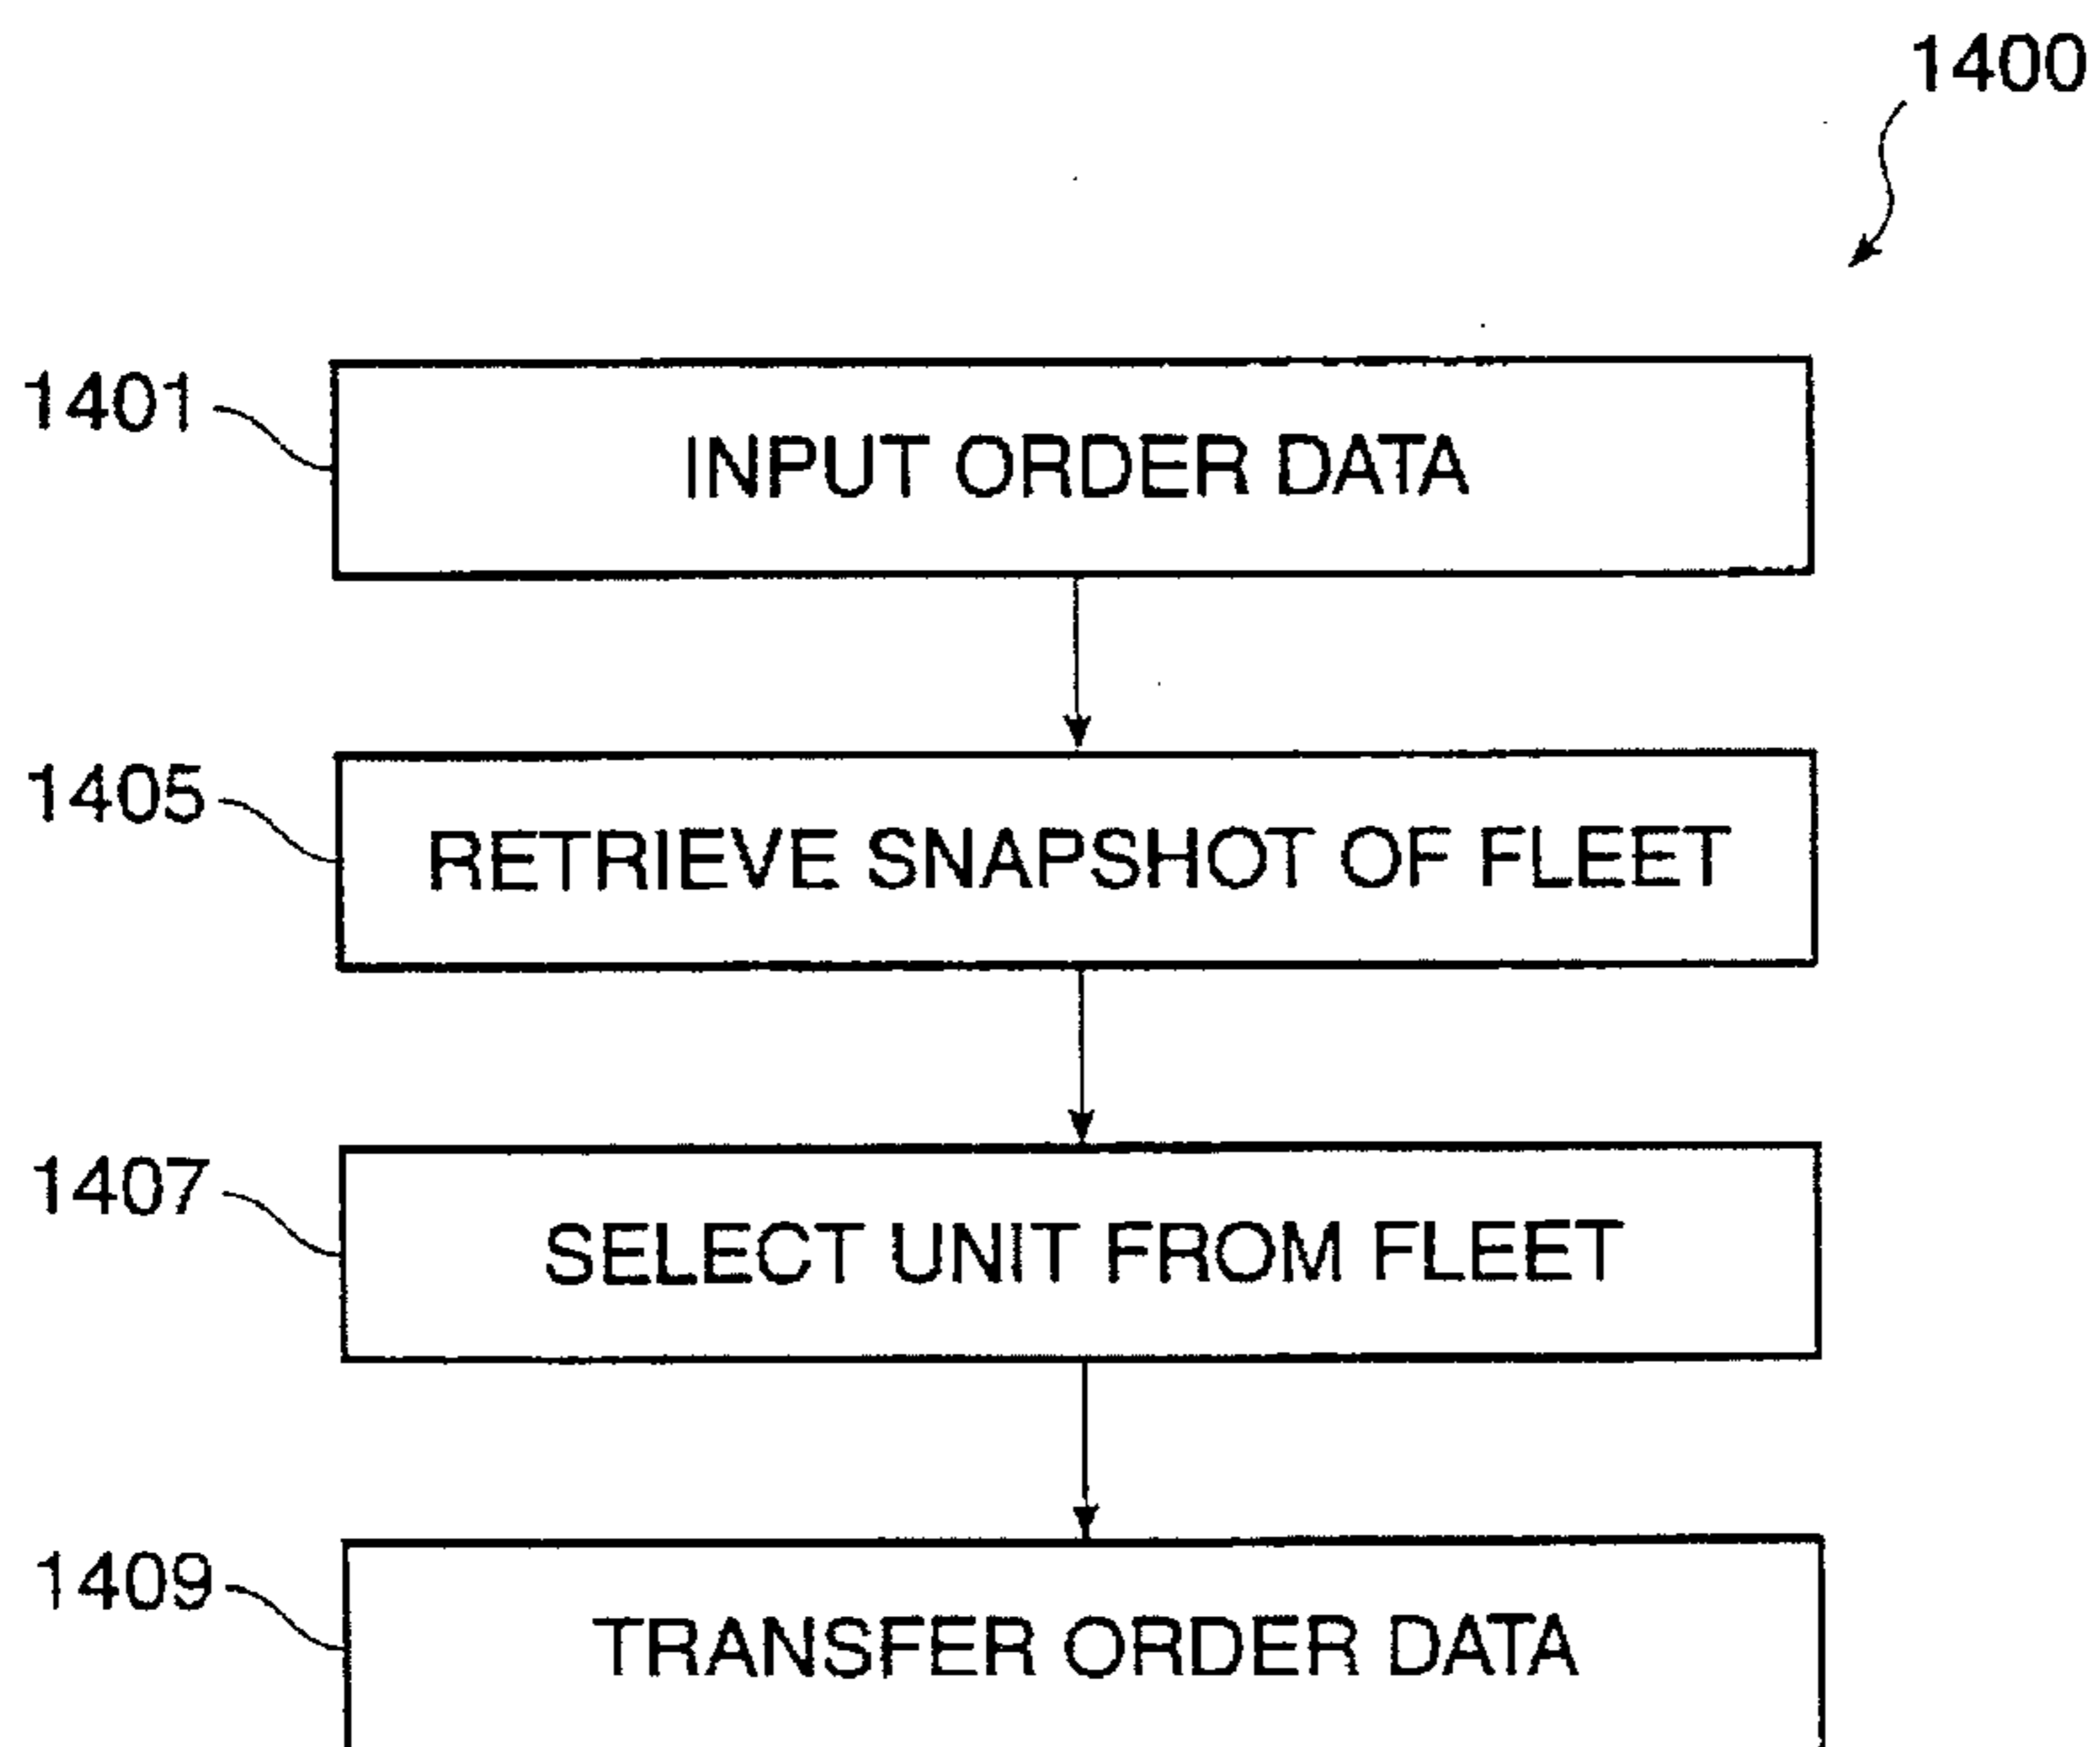 1400
1401
INPUT ORDER DATA
1405
RETRIEVE SNAPSHOT OF FLEET
1407
SELECT UNIT FROM FLEET
1409
TRANSFER ORDER DATA